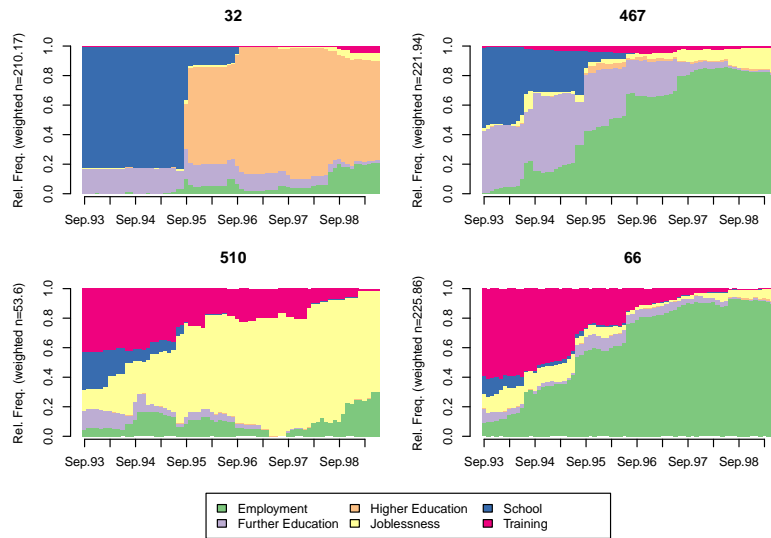 32
467
Rel. Freq. (weighted n=210.17)
0.0 0.2 0.4 0.6 0.8 1.0
Sep.93 Sep.94 Sep.95 Sep.96 Sep.97 Sep.98
Rel. Freq. (weighted n=221.94)
0.0 0.2 0.4 0.6 0.8 1.0
Sep.93 Sep.94 Sep.95 Sep.96 Sep.97 Sep.98
510
66
Rel. Freq. (weighted n=53.6)
0.0 0.2 0.4 0.6 0.8 1.0
Sep.93 Sep.94 Sep.95 Sep.96 Sep.97 Sep.98
Rel. Freq. (weighted n=225.86)
0.0 0.2 0.4 0.6 0.8 1.0
Sep.93 Sep.94 Sep.95 Sep.96 Sep.97 Sep.98
Employment Higher Education School
Further Education Joblessness Training